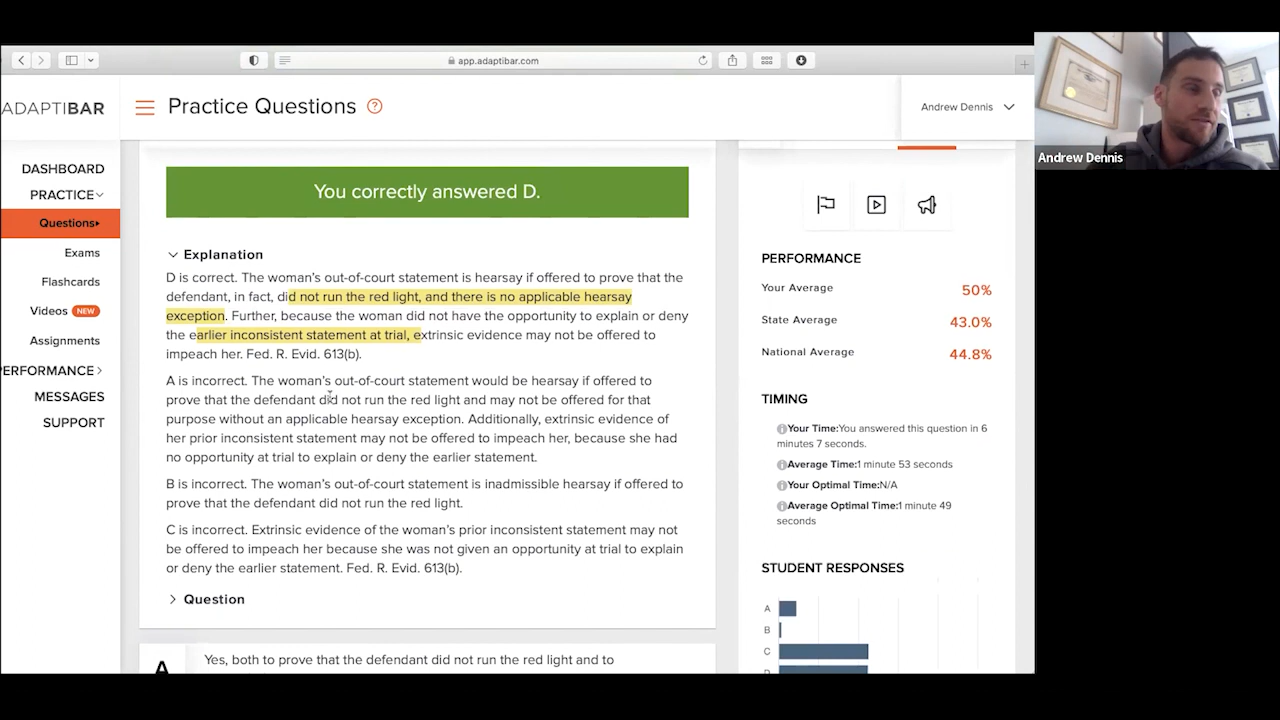 app.adaptibar.com
ADAPTIBAR
Practice Questions ?
Andrew Dennis
DASHBOARD
PRACTICE
Questions
Exams
Flashcards
Videos NEW
Assignments
PERFORMANCE
MESSAGES
SUPPORT
You correctly answered D.
Explanation
D is correct. The woman's out-of-court statement is hearsay if offered to prove that the
defendant, in fact, did not run the red light, and there is no applicable hearsay
exception. Further, because the woman did not have the opportunity to explain or deny
the earlier inconsistent statement at trial, extrinsic evidence may not be offered to
impeach her. Fed. R. Evid. 613(b).
A is incorrect. The woman's out-of-court statement would be hearsay if offered to
prove that the defendant did not run the red light and may not be offered for that
purpose without an applicable hearsay exception. Additionally, extrinsic evidence of
her prior inconsistent statement may not be offered to impeach her, because she had
no opportunity at trial to explain or deny the earlier statement.
B is incorrect. The woman's out-of-court statement is inadmissible hearsay if offered to
prove that the defendant did not run the red light.
C is incorrect. Extrinsic evidence of the woman's prior inconsistent statement may not
be offered to impeach her because she was not given an opportunity at trial to explain
or deny the earlier statement. Fed. R. Evid. 613(b).
Question
A
Yes, both to prove that the defendant did not run the red light and to
PERFORMANCE
Your Average 50%
State Average 43.0%
National Average 44.8%
TIMING
Your Time:You answered this question in 6
minutes 7 seconds.
Average Time:1 minute 53 seconds
Your Optimal Time:N/A
Average Optimal Time:1 minute 49
seconds
STUDENT RESPONSES
A
B
C
D
Andrew Dennis